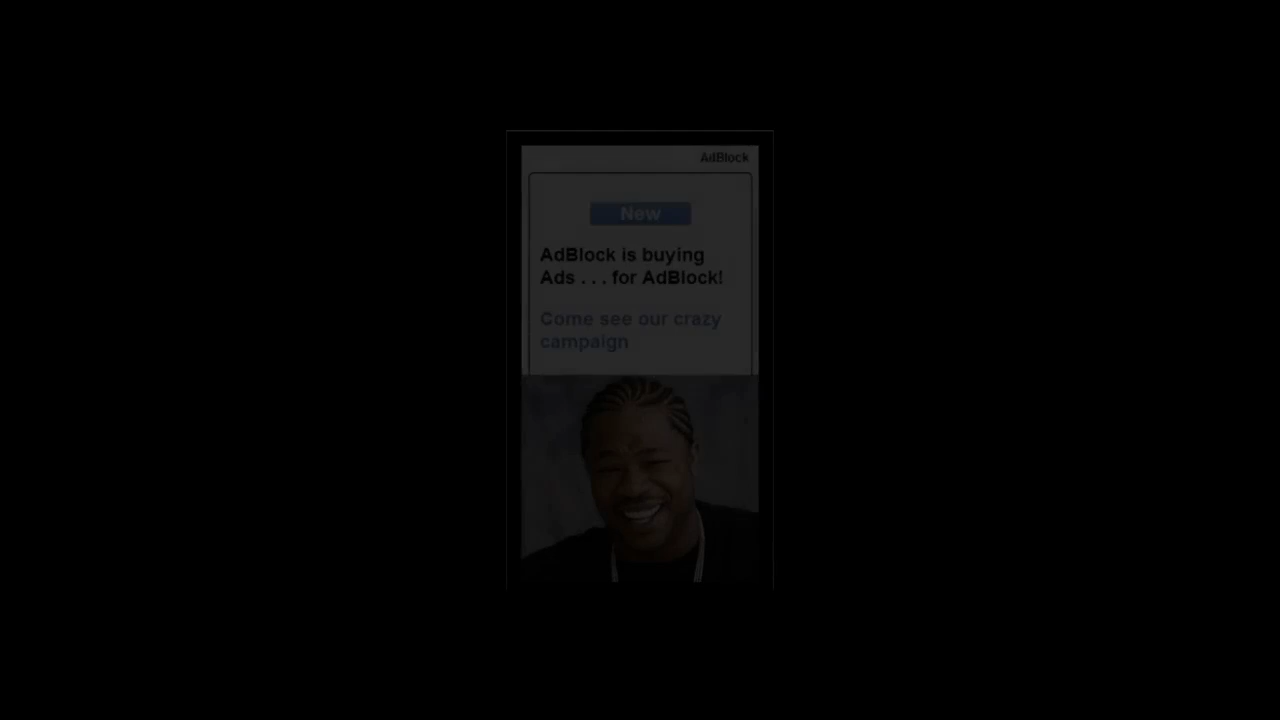 AdBlock
New
AdBlock is buying
Ads . . . for AdBlock!
Come see our crazy
campaign